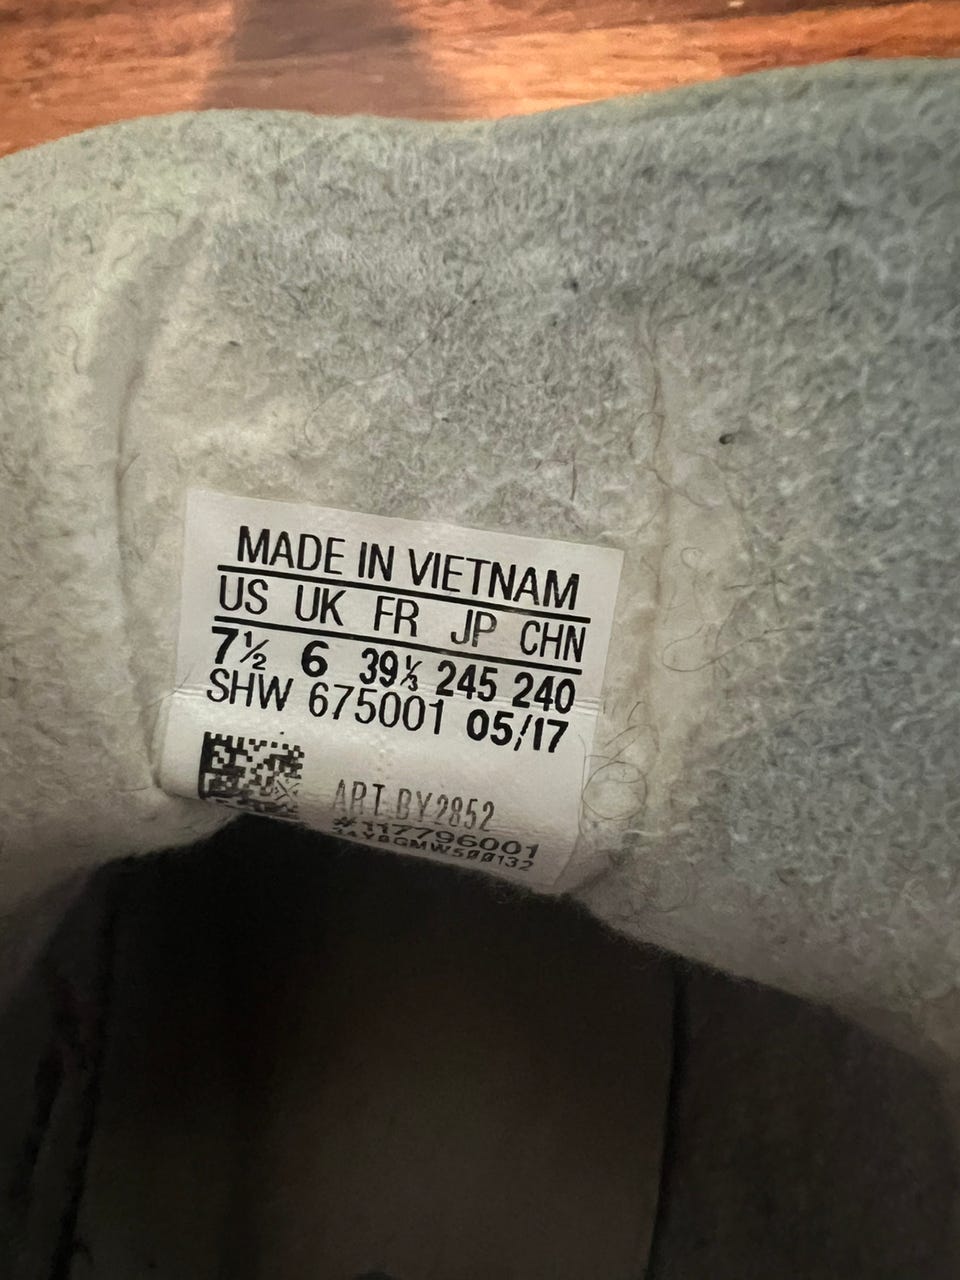 MADE IN VIETNAM
US UK FR JP CHN
7½ 6 39⅓ 245 240
SHW 675001 05/17
ART BY2852
#117796001